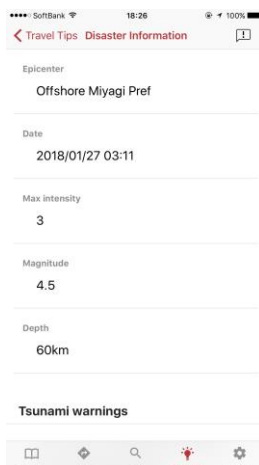 SoftBank 18:26 100%
Travel Tips Disaster Information
Epicenter
Offshore Miyagi Pref
Date
2018/01/27 03:11
Max intensity
3
Magnitude
4.5
Depth
60km
Tsunami warnings